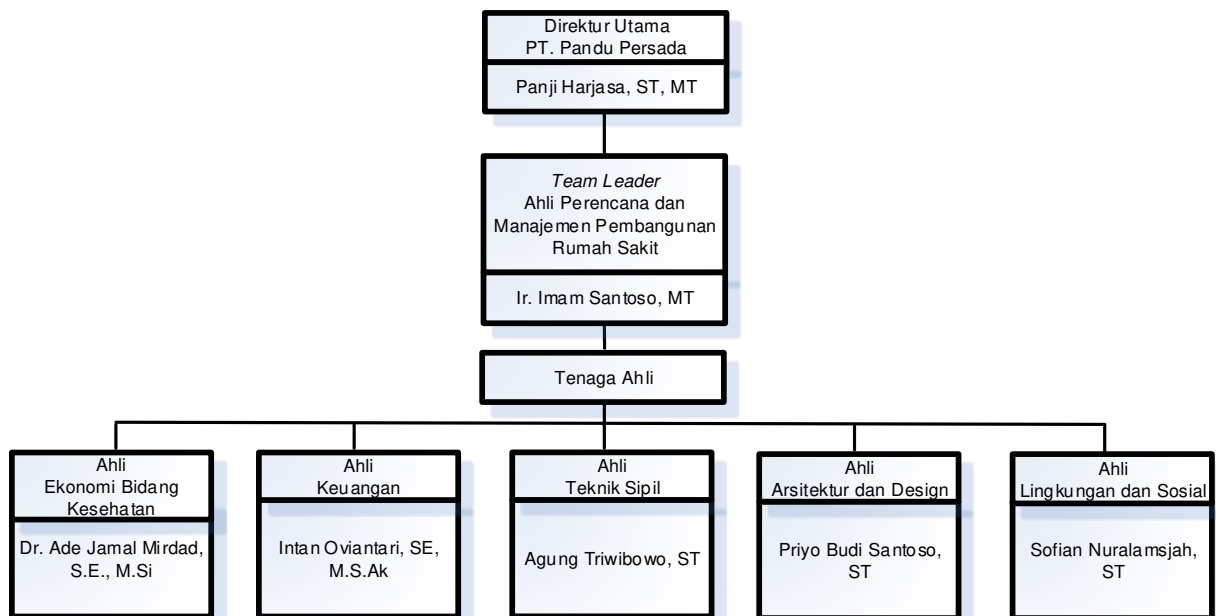 Direktur Utama
PT. Pandu Persada
Panji Harjasa, ST, MT
Team Leader
Ahli Perencana dan
Manajemen Pembangunan
Rumah Sakit
Ir. Imam Santoso, MT
Tenaga Ahli
Ahli
Ekonomi Bidang
Kesehatan
Dr. Ade Jamal Mirdad,
S.E., M.Si
Ahli
Keuangan
Intan Oviantari, SE,
M.S.Ak
Ahli
Teknik Sipil
Agung Triwibowo, ST
Ahli
Arsitektur dan Design
Priyo Budi Santoso,
ST
Ahli
Lingkungan dan Sosial
Sofian Nuralamsjah,
ST